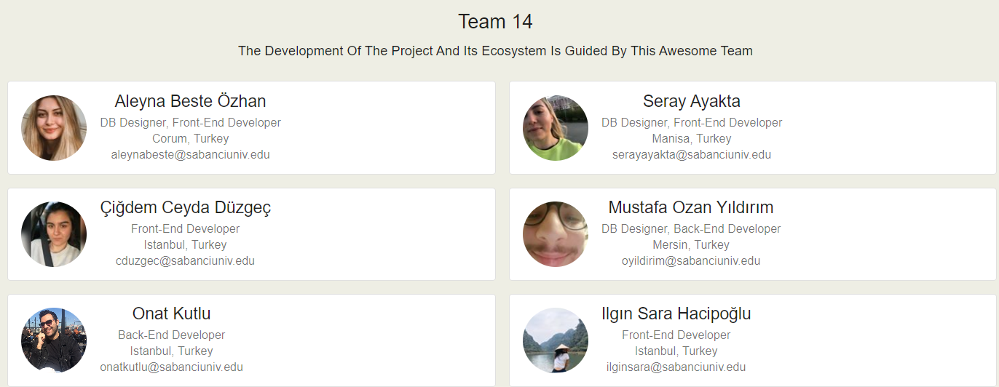 Team 14
The Development Of The Project And Its Ecosystem Is Guided By This Awesome Team
Aleyna Beste Özhan
DB Designer, Front-End Developer
Corum, Turkey
aleynabeste@sabanciuniv.edu
Seray Ayakta
DB Designer, Front-End Developer
Manisa, Turkey
serayayakta@sabanciuniv.edu
Çiğdem Ceyda Düzgeç
Front-End Developer
Istanbul, Turkey
cduzgec@sabanciuniv.edu
Mustafa Ozan Yıldırım
DB Designer, Back-End Developer
Mersin, Turkey
oyildirim@sabanciuniv.edu
Onat Kutlu
Back-End Developer
Istanbul, Turkey
onatkutlu@sabanciuniv.edu
Ilgın Sara Hacipoğlu
Front-End Developer
Istanbul, Turkey
ilginsara@sabanciuniv.edu